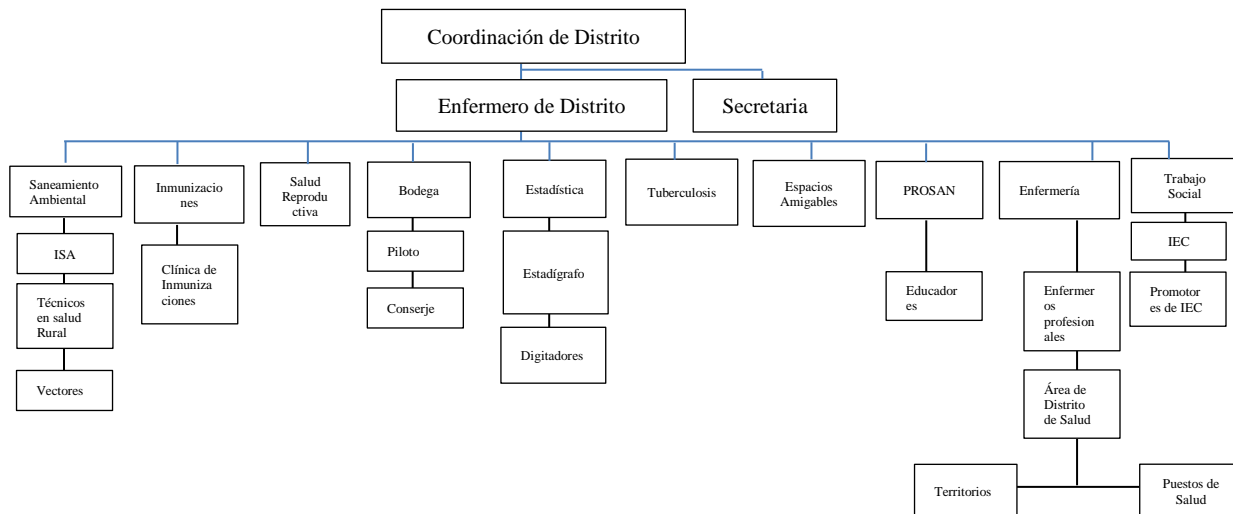 Coordinación de Distrito
Enfermero de Distrito
Secretaria
Saneamiento
Ambiental
Inmunizacio
nes
Salud
Reprodu
ctiva
Bodega
Estadística
Tuberculosis
Espacios
Amigables
PROSAN
Enfermería
Trabajo
Social
ISA
Clínica de
Inmuniza
ciones
Piloto
Estadígrafo
Educador
es
Enfermer
os
profesion
ales
IEC
Técnicos
en salud
Rural
Conserje
Promotor
es de IEC
Vectores
Digitadores
Área de
Distrito
de Salud
Territorios
Puestos de
Salud